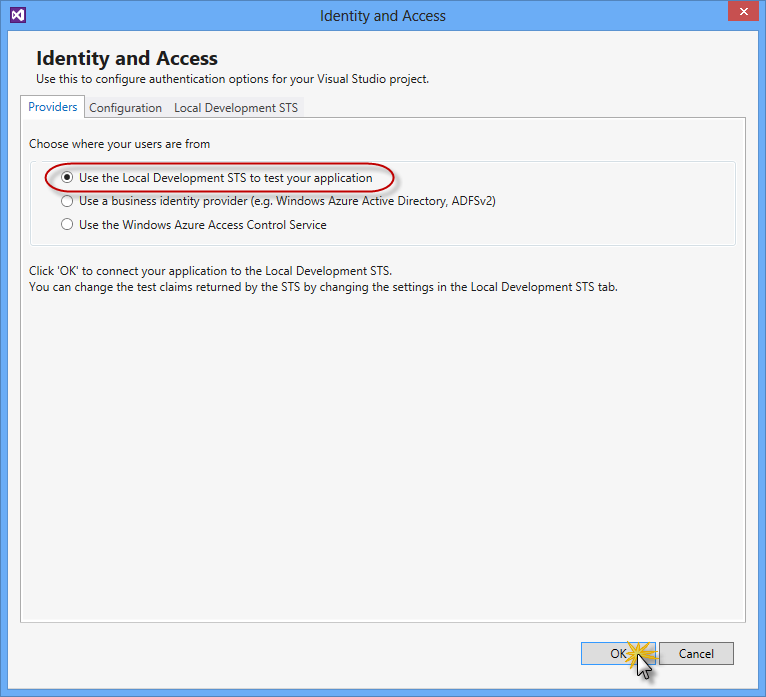 Identity and Access
Identity and Access
Use this to configure authentication options for your Visual Studio project.
Providers Configuration Local Development STS
Choose where your users are from
Use the Local Development STS to test your application
Use a business identity provider (e.g. Windows Azure Active Directory, ADFSv2)
Use the Windows Azure Access Control Service
Click 'OK' to connect your application to the Local Development STS.
You can change the test claims returned by the STS by changing the settings in the Local Development STS tab.
OK Cancel